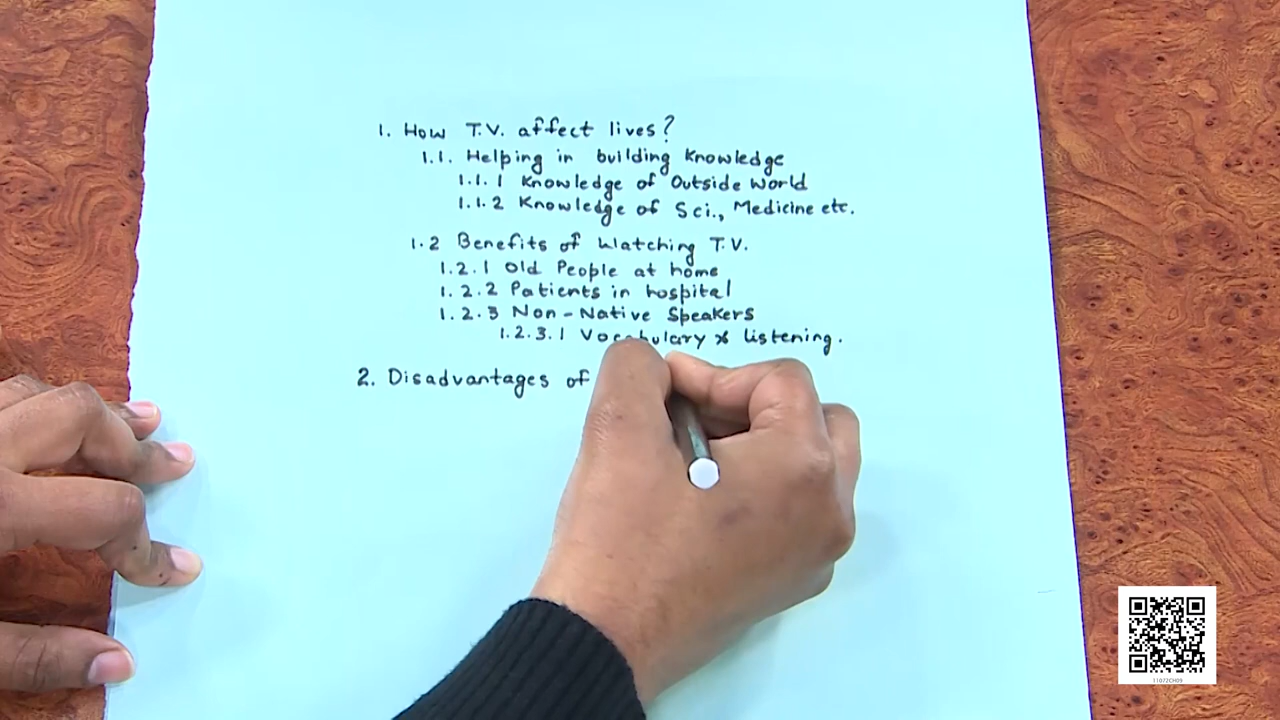 1. How T.V. affect lives?
1.1. Helping in building Knowledge
1.1.1 Knowledge of Outside World
1.1.2 Knowledge of Sci., Medicine etc.
1.2 Benefits of Watching T.V.
1.2.1 Old People at home
1.2.2 Patients in hospital
1.2.3 Non-Native Speakers
1.2.3.1 Vocabulary & listening.
2. Disadvantages of
11072CH09